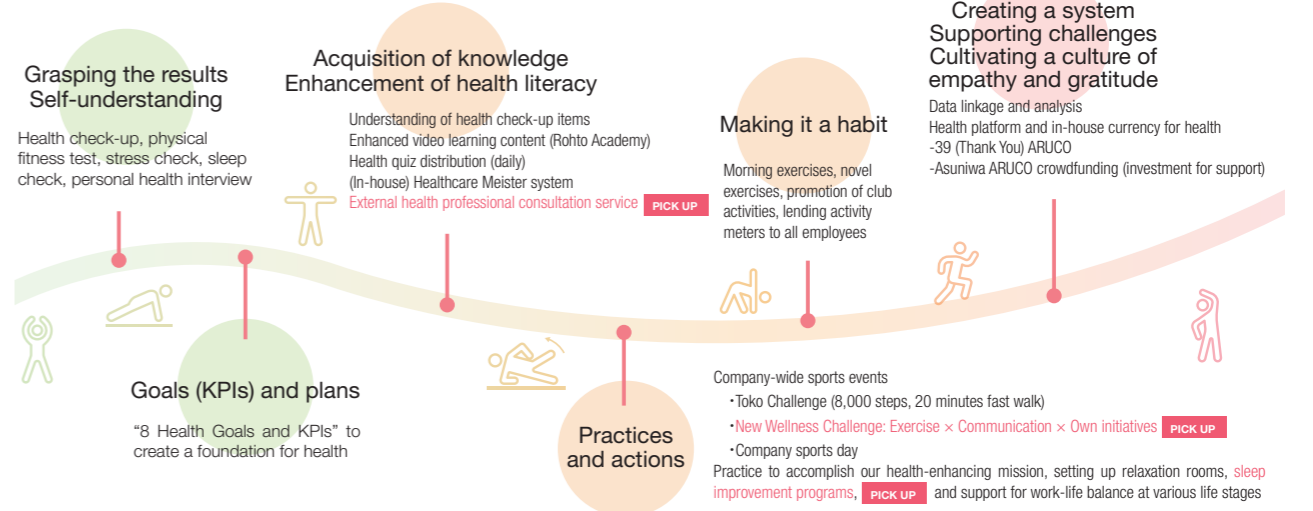 Grasping the results
Self-understanding
Health check-up, physical
fitness test, stress check, sleep
check, personal health interview
Goals (KPIs) and plans
“8 Health Goals and KPIs” to
create a foundation for health
Acquisition of knowledge
Enhancement of health literacy
Understanding of health check-up items
Enhanced video learning content (Rohto Academy)
Health quiz distribution (daily)
(In-house) Healthcare Meister system
External health professional consultation service PICK UP
Practices
and actions
Company-wide sports events
・Toko Challenge (8,000 steps, 20 minutes fast walk)
・New Wellness Challenge: Exercise × Communication × Own initiatives PICK UP
・Company sports day
Practice to accomplish our health-enhancing mission, setting up relaxation rooms, sleep
improvement programs, PICK UP and support for work-life balance at various life stages
Making it a habit
Morning exercises, novel
exercises, promotion of club
activities, lending activity
meters to all employees
Creating a system
Supporting challenges
Cultivating a culture of
empathy and gratitude
Data linkage and analysis
Health platform and in-house currency for health
-39 (Thank You) ARUCO
-Asuniwa ARUCO crowdfunding (investment for support)